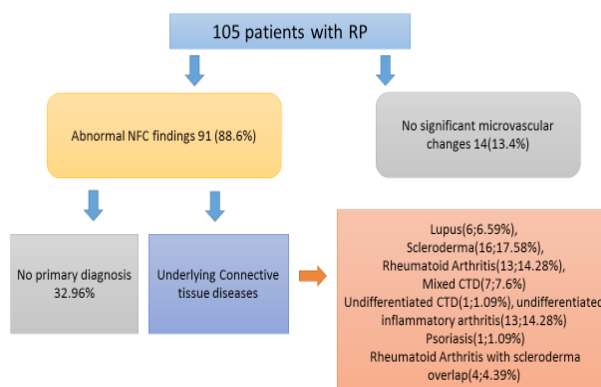 105 patients with RP
Abnormal NFC findings 91 (88.6%)
No significant microvascular
changes 14(13.4%)
No primary diagnosis
32.96%
Underlying Connective
tissue diseases
Lupus(6;6.59%),
Scleroderma(16;17.58%),
Rheumatoid Arthritis(13;14.28%),
Mixed CTD(7;7.6%)
Undifferentiated CTD(1;1.09%), undifferentiated
inflammatory arthritis(13;14.28%)
Psoriasis(1;1.09%)
Rheumatoid Arthritis with scleroderma
overlap(4;4.39%)